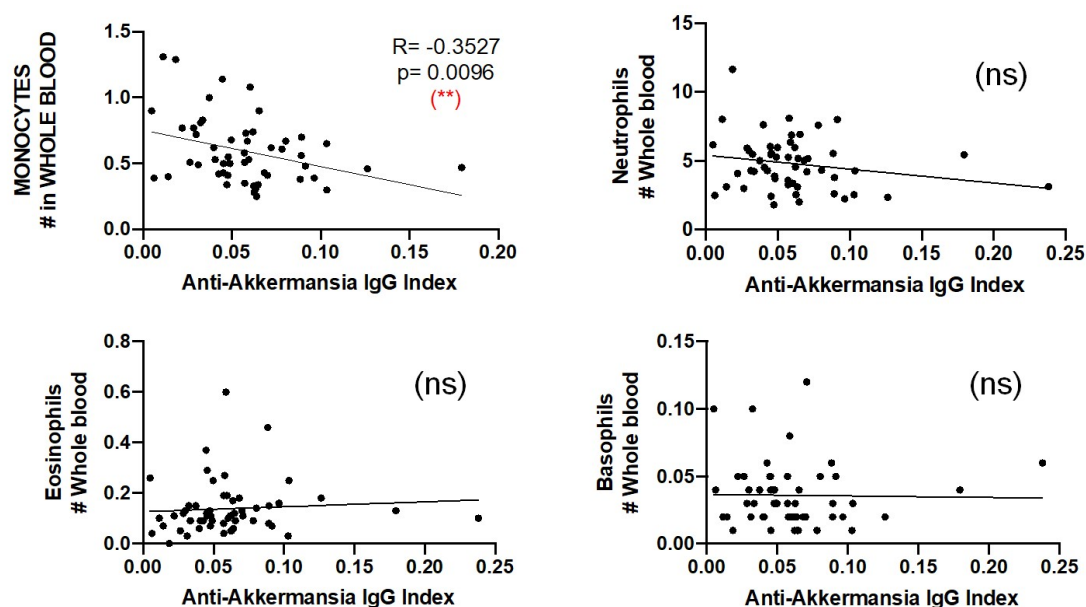 MONOCYTES
# in WHOLE BLOOD
1.5
1.0
0.5
0.0
R= -0.3527
p= 0.0096
(**)
0.00 0.05 0.10 0.15 0.20
Anti-Akkermansia IgG Index
Neutrophils
# Whole blood
15
10
5
0
(ns)
0.00 0.05 0.10 0.15 0.20 0.25
Anti-Akkermansia IgG Index
Eosinophils
# Whole blood
0.8
0.6
0.4
0.2
0.0
(ns)
0.00 0.05 0.10 0.15 0.20 0.25
Anti-Akkermansia IgG Index
Basophils
# Whole blood
0.15
0.10
0.05
0.00
(ns)
0.00 0.05 0.10 0.15 0.20 0.25
Anti-Akkermansia IgG Index